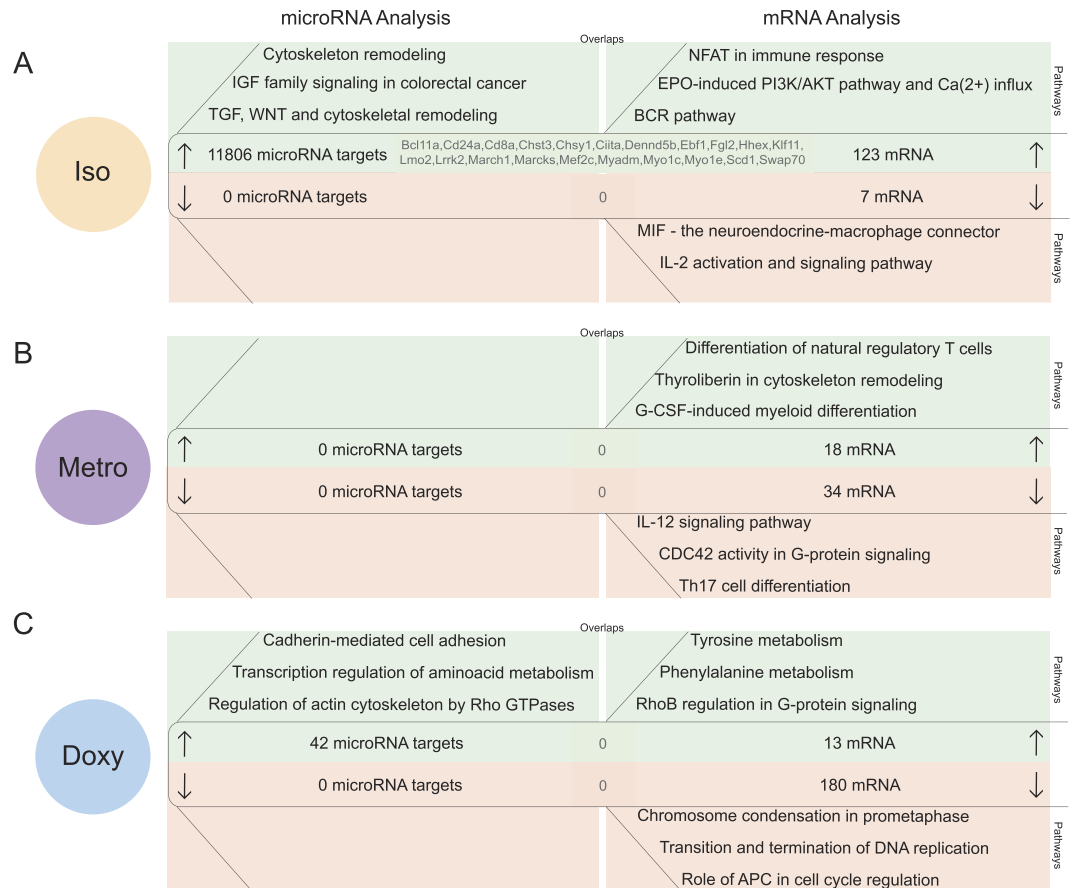 microRNA Analysis
mRNA Analysis
A
Overlaps
Cytoskeleton remodeling
IGF family signaling in colorectal cancer
TGF, WNT and cytoskeletal remodeling
NFAT in immune response
EPO-induced PI3K/AKT pathway and Ca(2+) influx
BCR pathway
Pathways
Iso
11806 microRNA targets
Bcl11a,Cd24a,Cd8a,Chst3,Chsy1,Ciita,Dennd5b,Ebf1,Fgl2,Hhex,Klf11,
Lmo2,Lrrk2,March1,Marcks,Mef2c,Myadm,Myo1c,Myo1e,Scd1,Swap70
123 mRNA
0 microRNA targets
0
7 mRNA
MIF - the neuroendocrine-macrophage connector
IL-2 activation and signaling pathway
Pathways
B
Overlaps
Differentiation of natural regulatory T cells
Thyroliberin in cytoskeleton remodeling
G-CSF-induced myeloid differentiation
Pathways
Metro
0 microRNA targets
0
18 mRNA
0 microRNA targets
0
34 mRNA
IL-12 signaling pathway
CDC42 activity in G-protein signaling
Th17 cell differentiation
Pathways
C
Overlaps
Cadherin-mediated cell adhesion
Transcription regulation of aminoacid metabolism
Regulation of actin cytoskeleton by Rho GTPases
Tyrosine metabolism
Phenylalanine metabolism
RhoB regulation in G-protein signaling
Pathways
Doxy
42 microRNA targets
0
13 mRNA
0 microRNA targets
0
180 mRNA
Chromosome condensation in prometaphase
Transition and termination of DNA replication
Role of APC in cell cycle regulation
Pathways